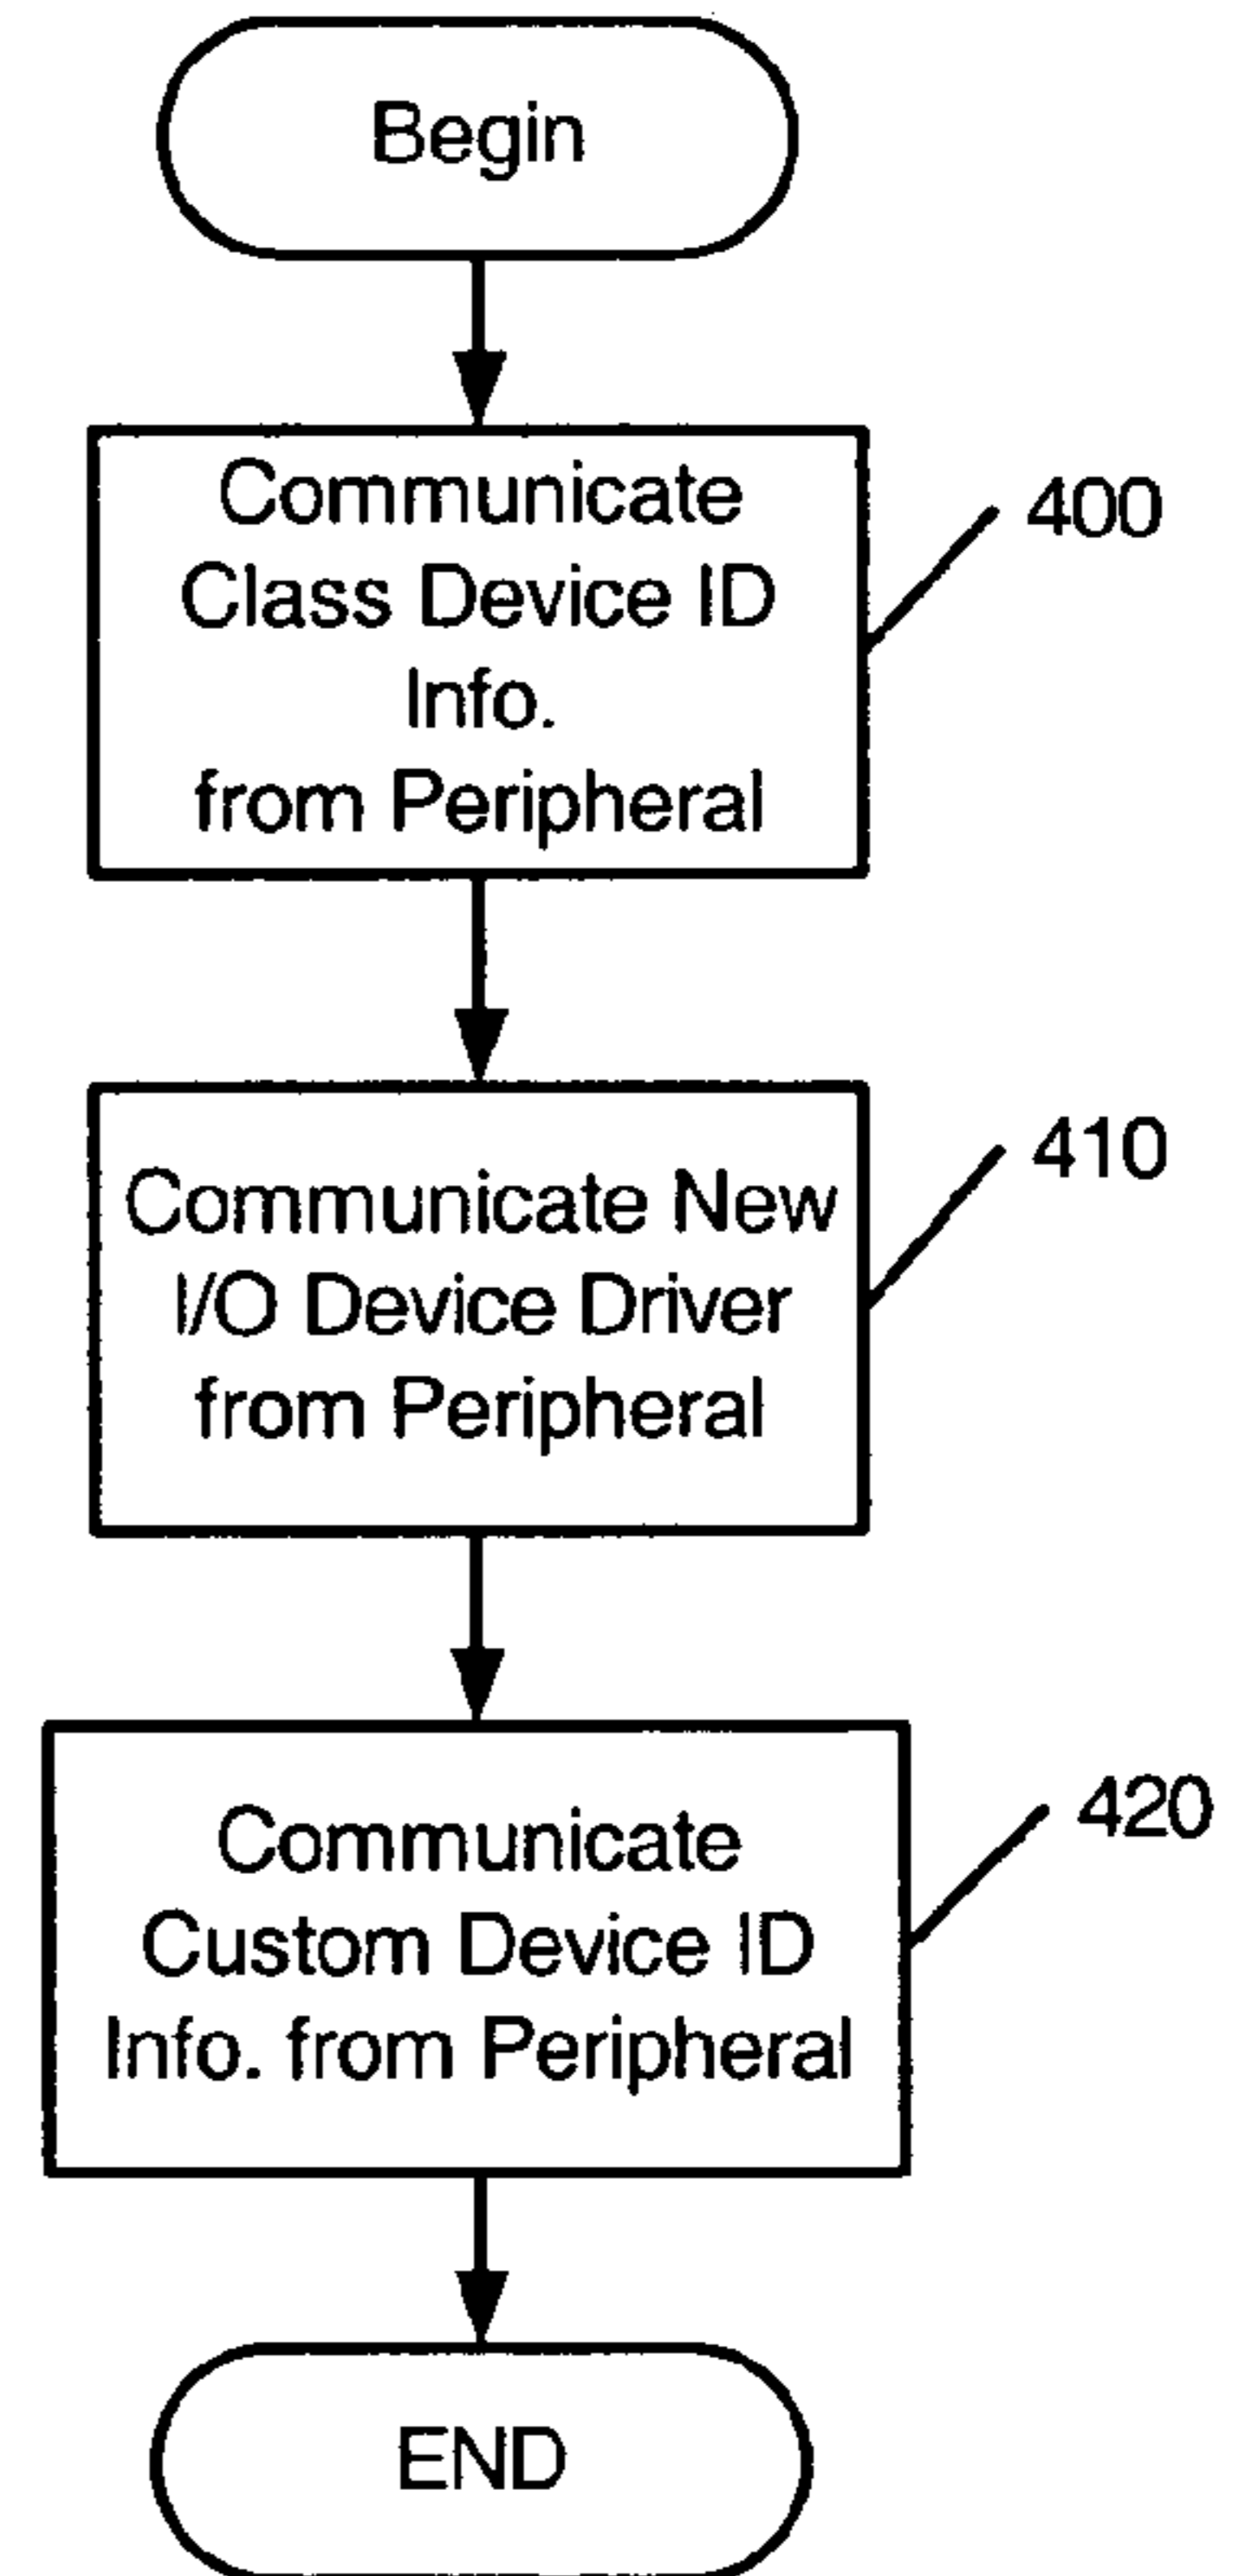 Begin
Communicate
Class Device ID
Info.
from Peripheral
400
Communicate New
I/O Device Driver
from Peripheral
410
Communicate
Custom Device ID
Info. from Peripheral
420
END